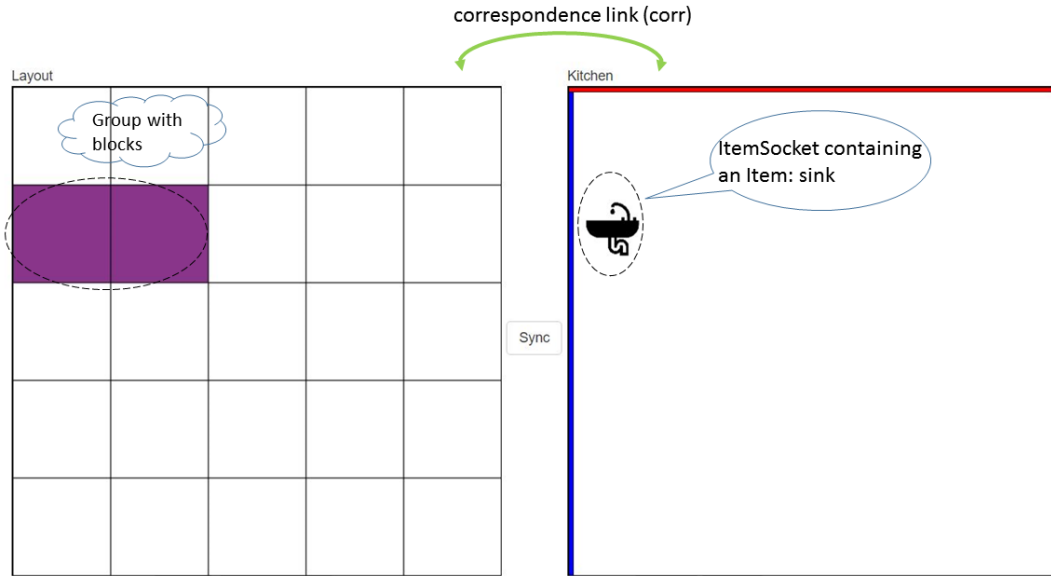 correspondence link (corr)
Layout
Kitchen
Group with
blocks
ItemSocket containing
an Item: sink
Sync